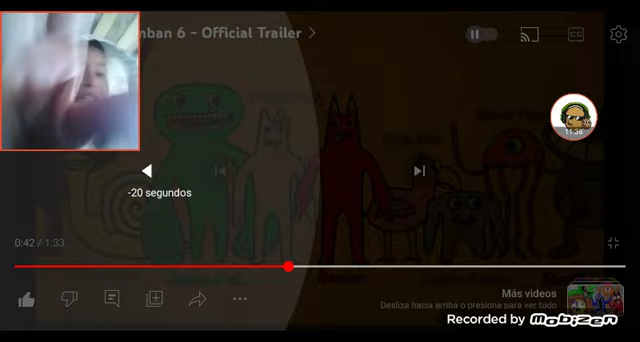 nban 6 – Official Trailer
11:36
-20 segundos
0:42 / 1:33
Más videos
Desliza hacia arriba o presiona para ver todo
Recorded by Mobizen